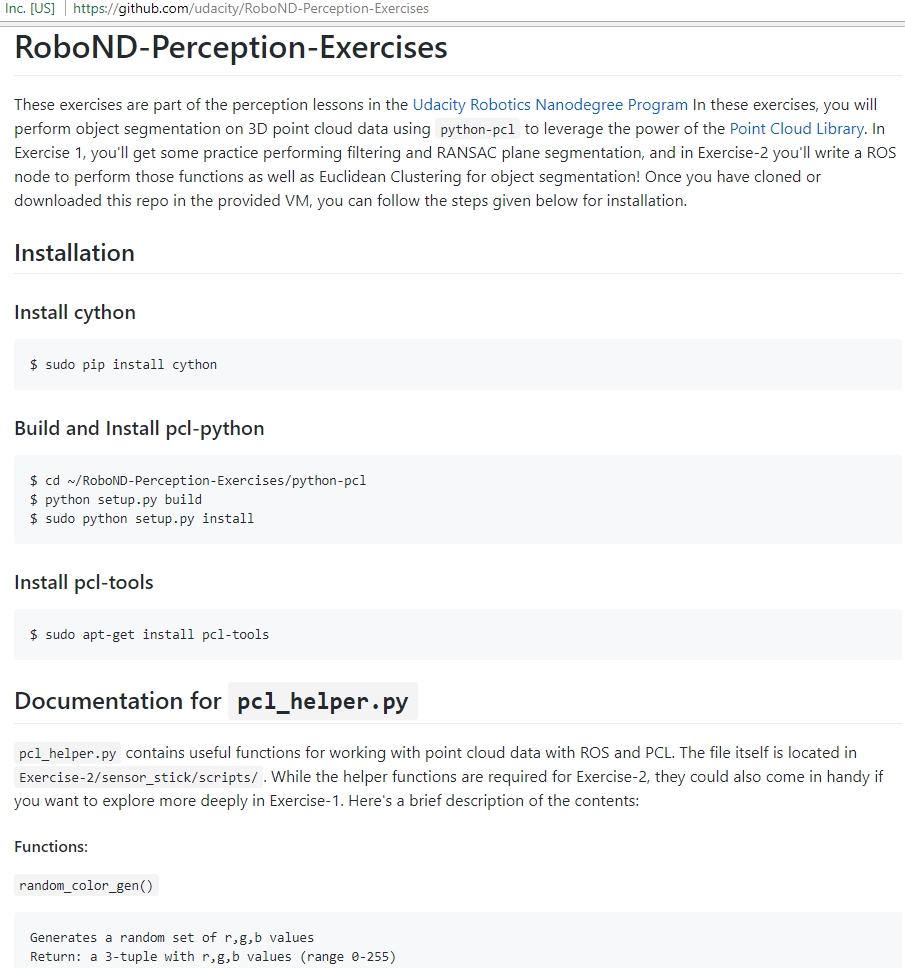 Inc. [US] https://github.com/udacity/RoboND-Perception-Exercises
RoboND-Perception-Exercises
These exercises are part of the perception lessons in the Udacity Robotics Nanodegree Program In these exercises, you will
perform object segmentation on 3D point cloud data using python-pcl to leverage the power of the Point Cloud Library. In
Exercise 1, you'll get some practice performing filtering and RANSAC plane segmentation, and in Exercise-2 you'll write a ROS
node to perform those functions as well as Euclidean Clustering for object segmentation! Once you have cloned or
downloaded this repo in the provided VM, you can follow the steps given below for installation.
Installation
Install cython
$ sudo pip install cython
Build and Install pcl-python
$ cd ~/RoboND-Perception-Exercises/python-pcl
$ python setup.py build
$ sudo python setup.py install
Install pcl-tools
$ sudo apt-get install pcl-tools
Documentation for pcl_helper.py
pcl_helper.py contains useful functions for working with point cloud data with ROS and PCL. The file itself is located in
Exercise-2/sensor_stick/scripts/ . While the helper functions are required for Exercise-2, they could also come in handy if
you want to explore more deeply in Exercise-1. Here's a brief description of the contents:
Functions:
random_color_gen()
Generates a random set of r,g,b values
Return: a 3-tuple with r,g,b values (range 0-255)